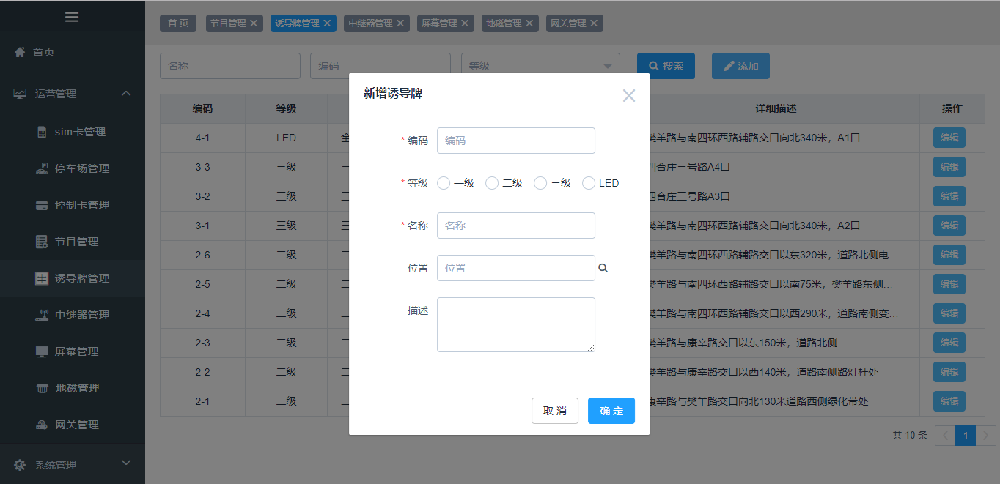 首 页
节目管理
诱导牌管理
中继器管理
屏幕管理
地磁管理
网关管理
首页
运营管理
sim卡管理
停车场管理
控制卡管理
节目管理
诱导牌管理
中继器管理
屏幕管理
地磁管理
网关管理
系统管理
名称
编码
等级
搜索
添加
编码 等级 详细描述 操作
4-1 LED 全 樊羊路与南四环西路辅路交口向北340米，A1口 编辑
3-3 三级 三 四合庄三号路A4口 编辑
3-2 三级 三 四合庄三号路A3口 编辑
3-1 三级 三 樊羊路与南四环西路辅路交口向北340米，A2口 编辑
2-6 二级 二 樊羊路与南四环西路辅路交口以东320米，道路北侧电... 编辑
2-5 二级 二 樊羊路与南四环西路辅路交口以南75米，樊羊路东侧... 编辑
2-4 二级 二 樊羊路与南四环西路辅路交口以西290米，道路南侧变... 编辑
2-3 二级 二 樊羊路与康辛路交口以东150米，道路北侧 编辑
2-2 二级 二 樊羊路与康辛路交口以西140米，道路南侧路灯杆处 编辑
2-1 二级 二 康辛路与樊羊路交口向北130米道路西侧绿化带处 编辑
共 10 条 1
新增诱导牌
* 编码 编码
* 等级 一级 二级 三级 LED
* 名称 名称
位置 位置
描述
取 消 确 定